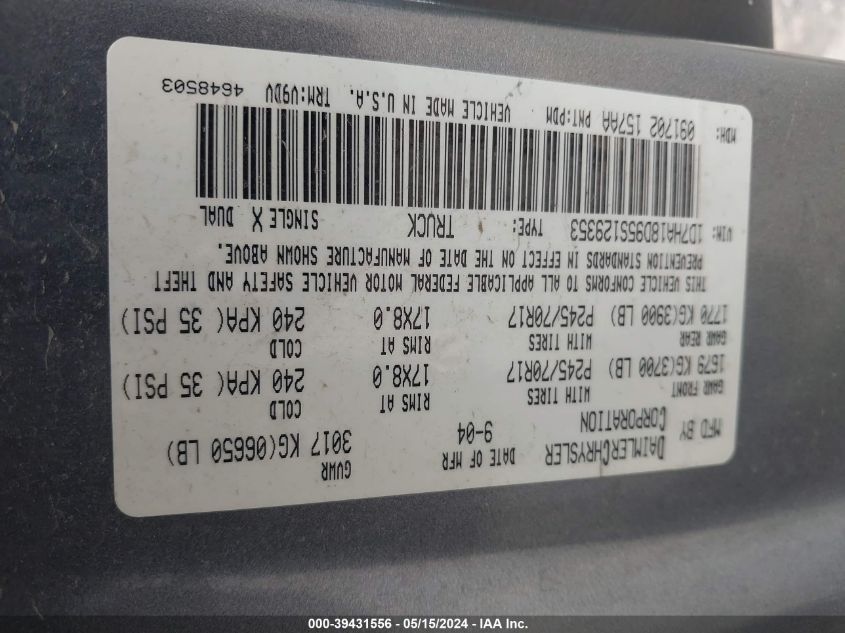 MFD BY DAIMLERCHRYSLER CORPORATION DATE OF MFR 9-04 GVWR 3017 KG(06650 LB)
GAWR FRONT WITH TIRES RIMS AT COLD
1679 KG(3700 LB) P245/70R17 17X8.0 240 KPA( 35 PSI)
GAWR REAR WITH TIRES RIMS AT COLD
1770 KG(3900 LB) P245/70R17 17X8.0 240 KPA( 35 PSI)
THIS VEHICLE CONFORMS TO ALL APPLICABLE FEDERAL MOTOR VEHICLE SAFETY AND THEFT
PREVENTION STANDARDS IN EFFECT ON THE DATE OF MANUFACTURE SHOWN ABOVE.
VIN: 1D7HA18D95S129353 TYPE: TRUCK SINGLE X DUAL
MDH: 091702 157AA PNT:PDM VEHICLE MADE IN U.S.A. TRM:V9DV 4648503
000-39431556 - 05/15/2024 - IAA Inc.